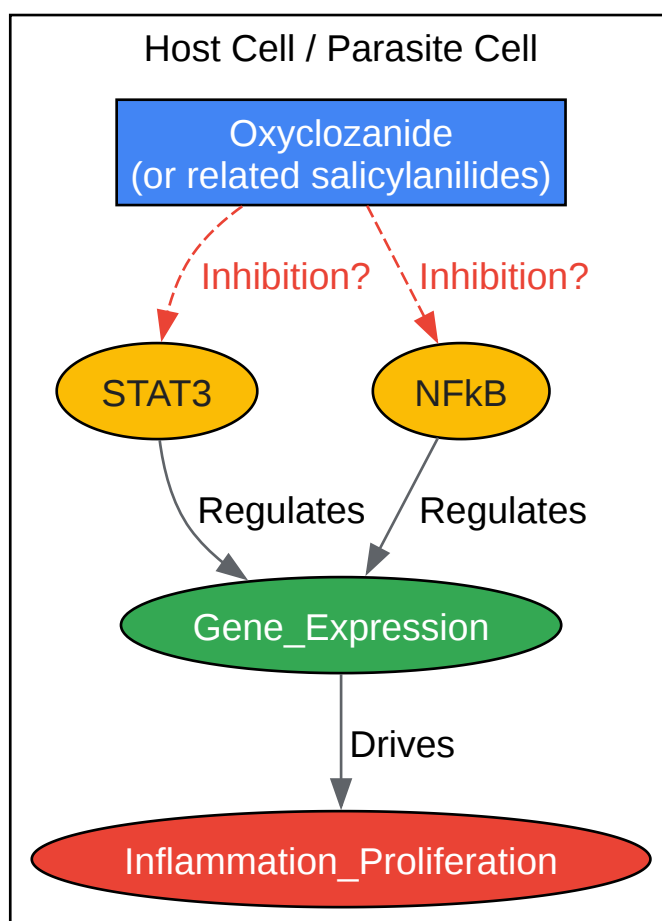 Host Cell / Parasite Cell
Oxyclozanide
(or related salicylanilides)
Inhibition?
Inhibition?
STAT3
NFkB
Regulates
Regulates
Gene_Expression
Drives
Inflammation_Proliferation